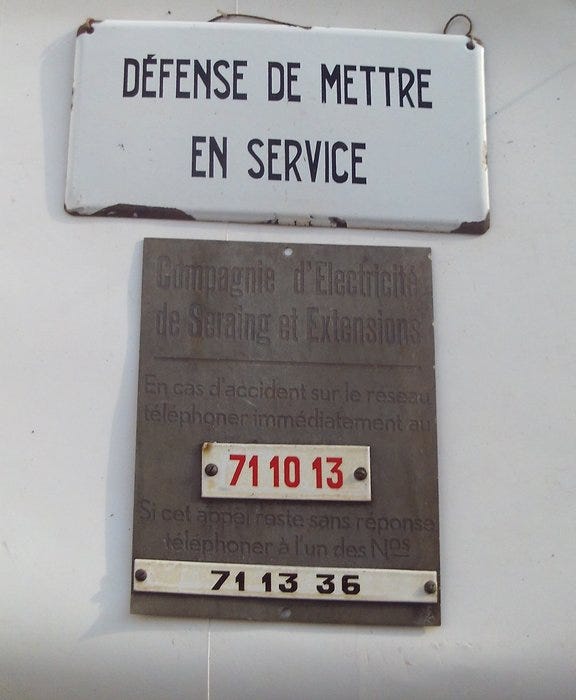 DÉFENSE DE METTRE
EN SERVICE
Compagnie d'Electricité
de Seraing et Extensions
En cas d'accident sur le réseau
téléphoner immédiatement au
71 10 13
Si cet appel reste sans réponse
téléphoner à l'un des Nos
71 13 36